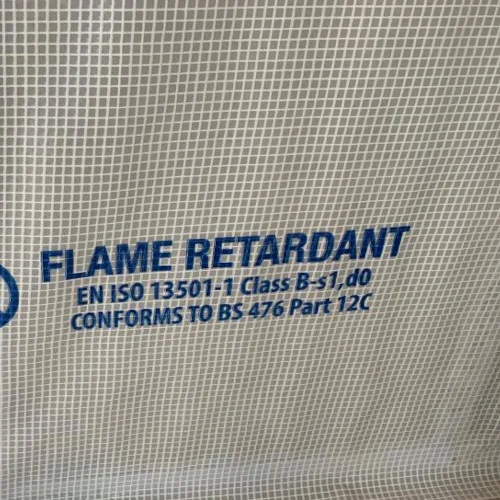 FLAME RETARDANT
EN ISO 13501-1 Class B-s1,d0
CONFORMS TO BS 476 Part 12C